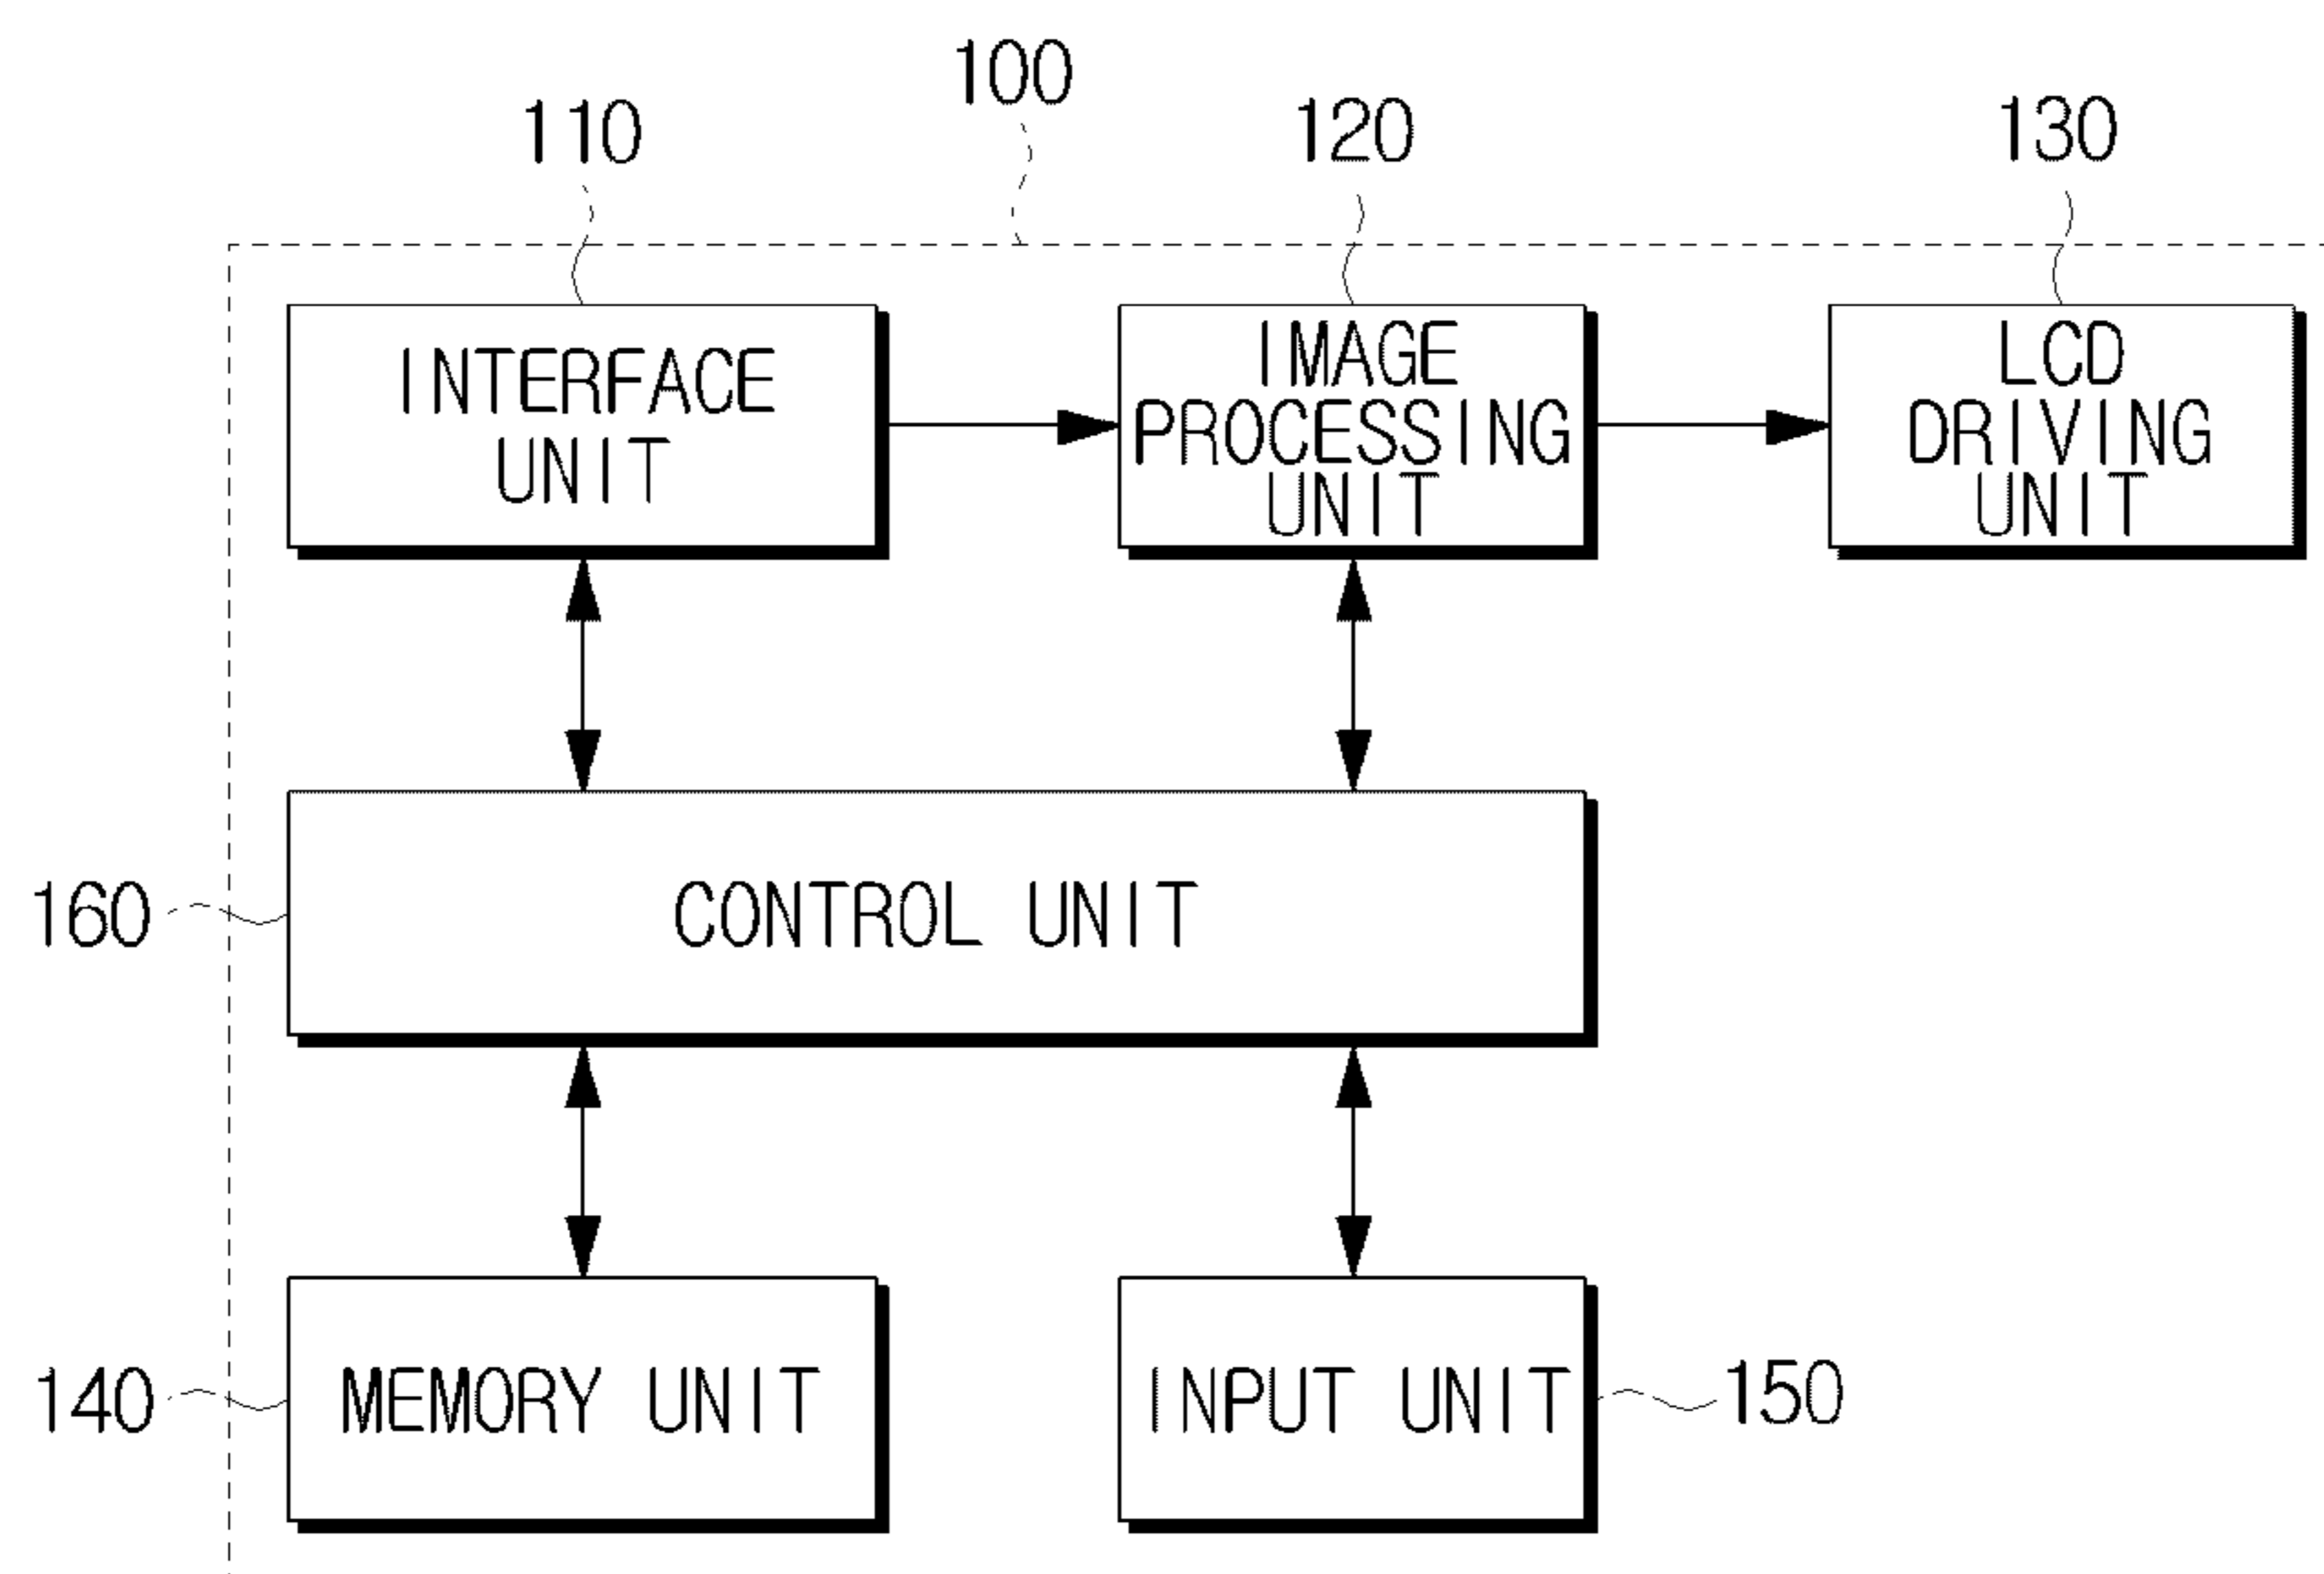 100
110
120
130
INTERFACE
UNIT
IMAGE
PROCESSING
UNIT
LCD
DRIVING
UNIT
160
CONTROL UNIT
140
MEMORY UNIT
INPUT UNIT
150